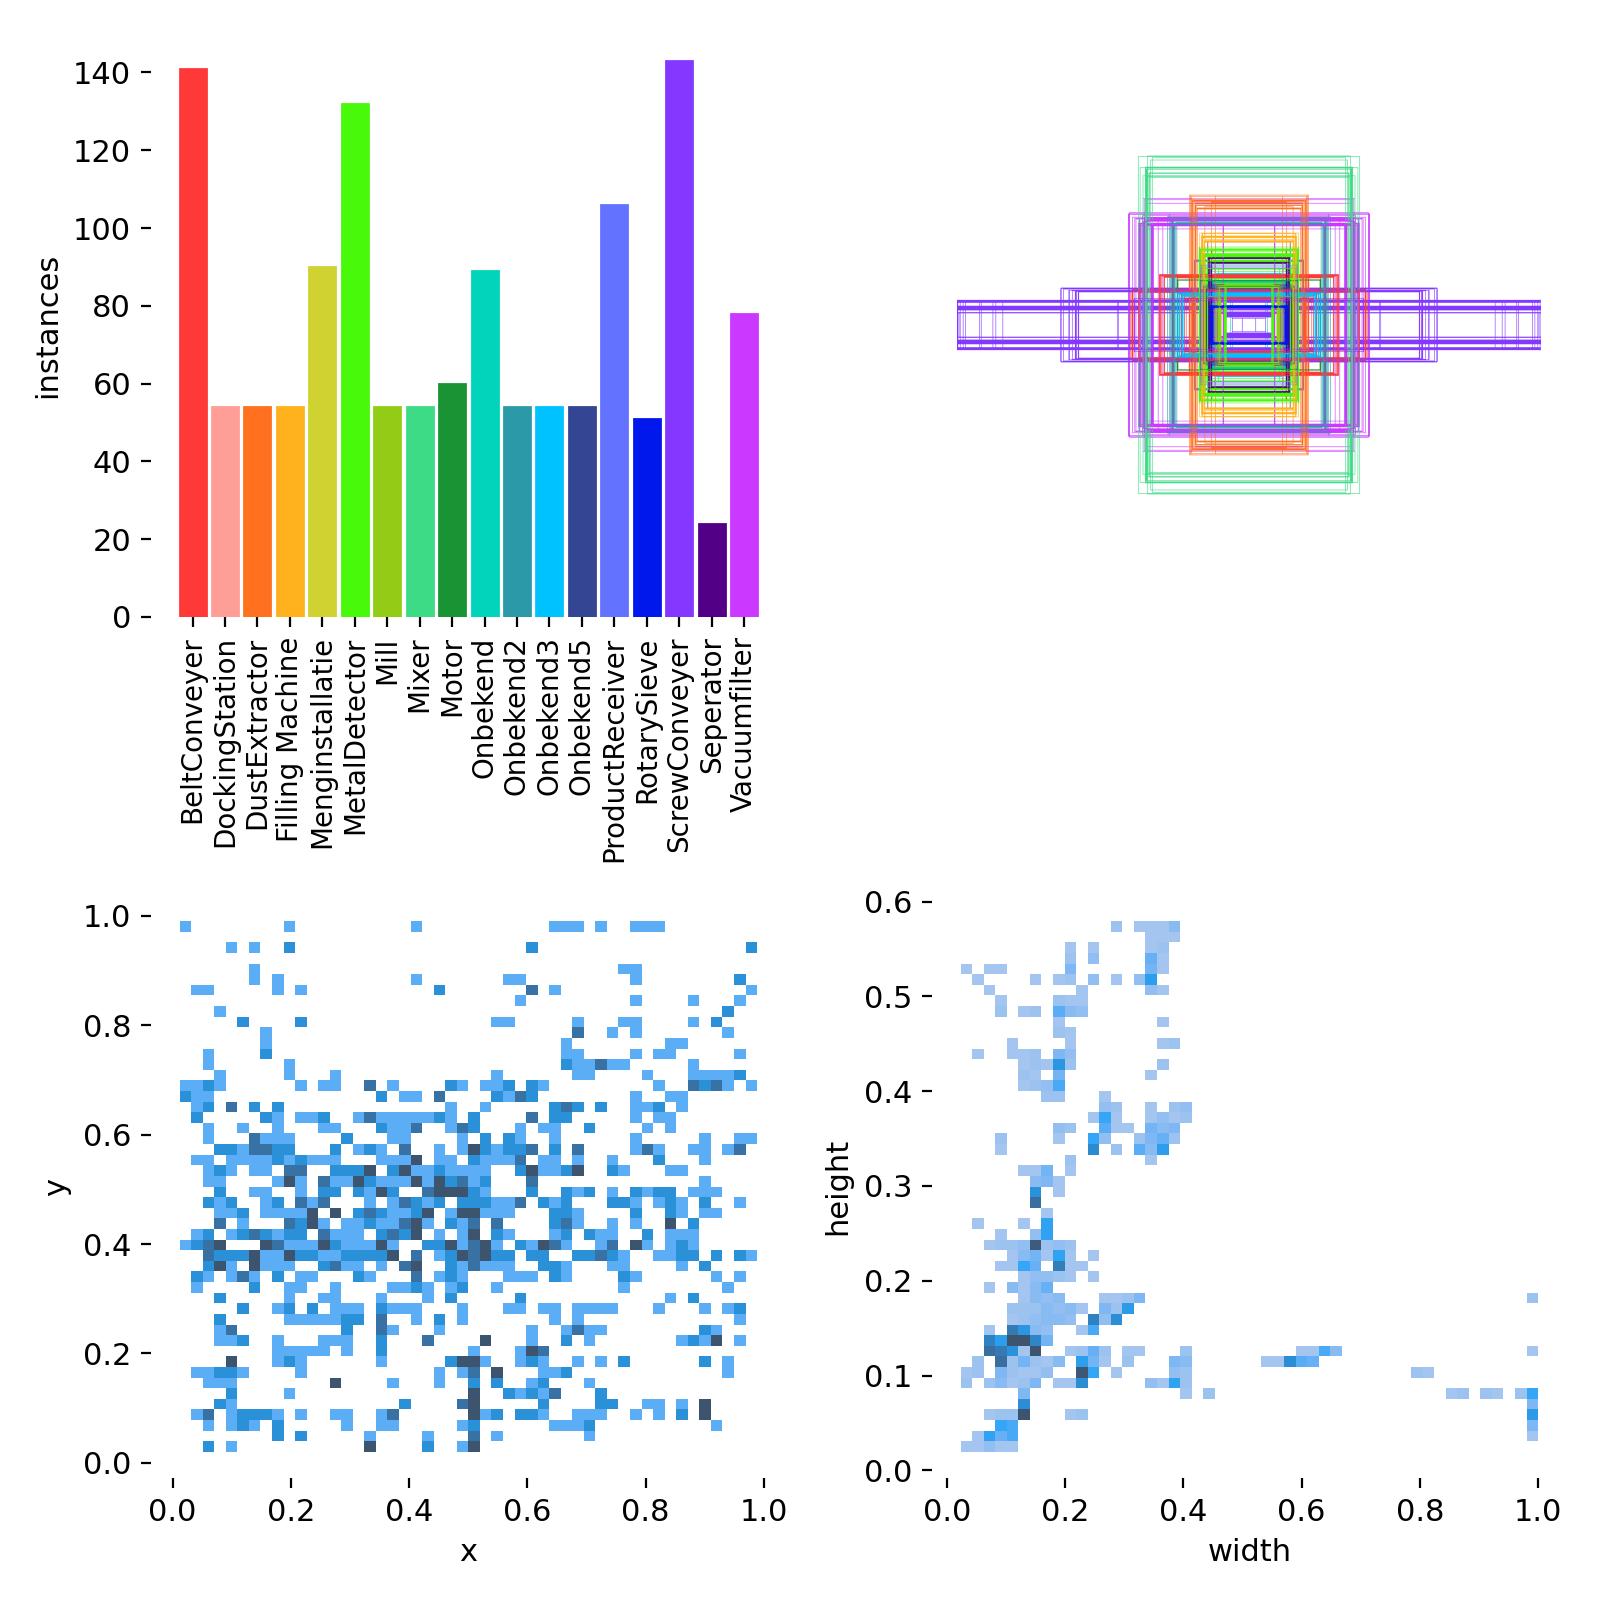 instances
140
120
100
80
60
40
20
0
BeltConveyer
DockingStation
DustExtractor
Filling Machine
Menginstallatie
MetalDetector
Mill
Mixer
Motor
Onbekend
Onbekend2
Onbekend3
Onbekend5
ProductReceiver
RotarySieve
ScrewConveyer
Seperator
Vacuumfilter
y
1.0
0.8
0.6
0.4
0.2
0.0
0.0 0.2 0.4 0.6 0.8 1.0
x
height
0.6
0.5
0.4
0.3
0.2
0.1
0.0
0.0 0.2 0.4 0.6 0.8 1.0
width